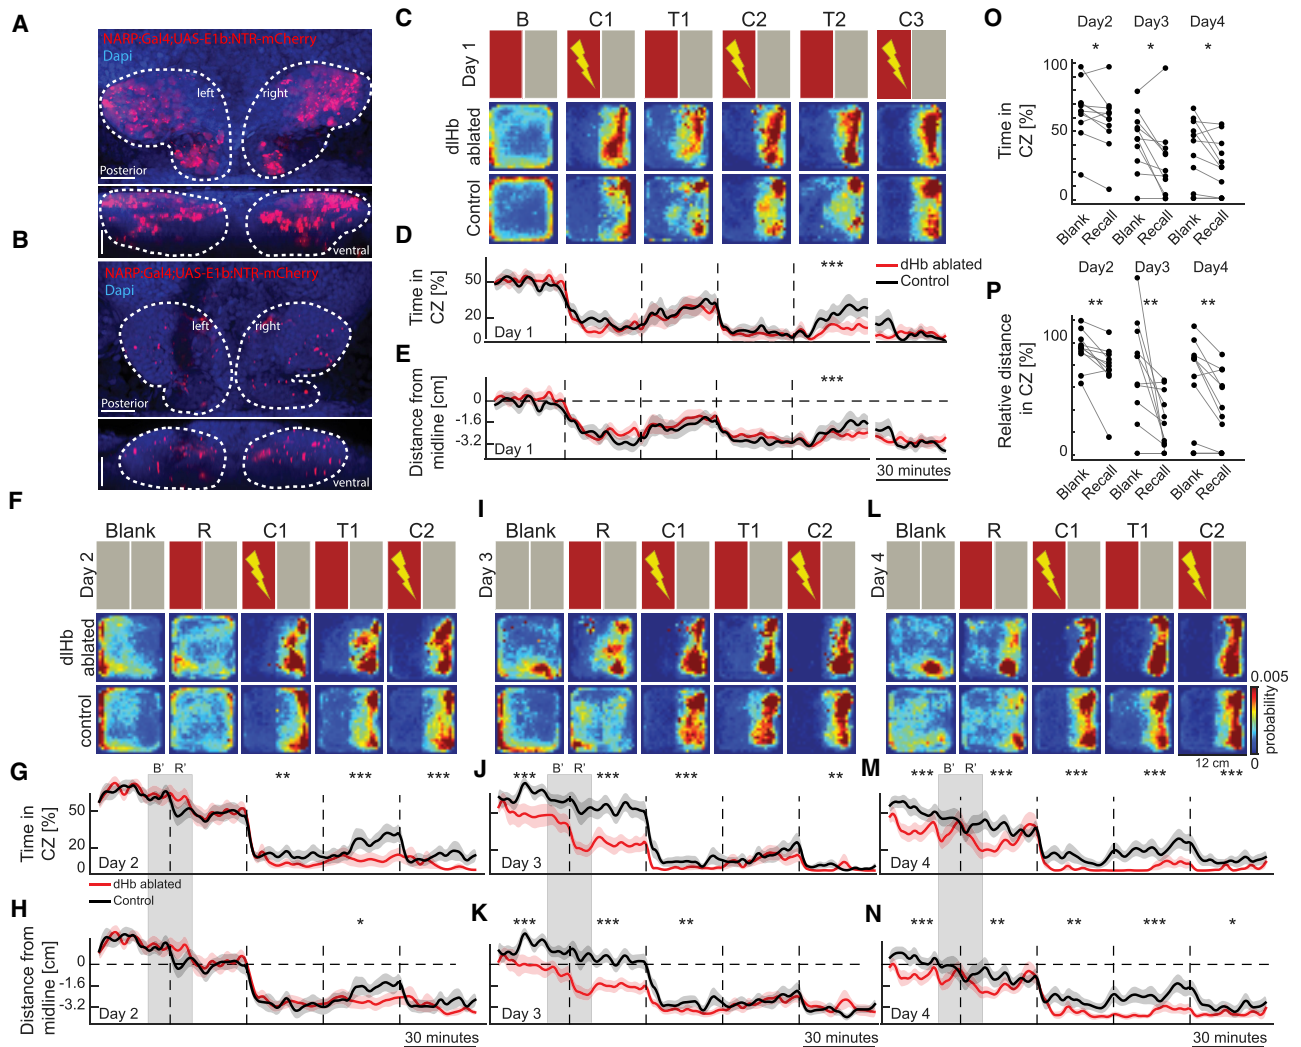 A
NARP:Gal4;UAS-E1b:NTR-mCherry
Dapi
left
right
Posterior
ventral
B
NARP:Gal4;UAS-E1b:NTR-mCherry
Dapi
left
right
Posterior
ventral
C
B C1 T1 C2 T2 C3
Day 1
dlHb ablated
Control
D
Time in CZ [%]
50
20
0
Day 1
***
dHb ablated
Control
E
Distance from midline [cm]
0
-1.6
-3.2
Day 1
***
30 minutes
O
Day2 Day3 Day4
* * *
Time in CZ [%]
100
50
0
Blank Recall Blank Recall Blank Recall
P
Day2 Day3 Day4
** ** **
Relative distance in CZ [%]
100
0
Blank Recall Blank Recall Blank Recall
F
Blank R C1 T1 C2
Day 2
dlHb ablated
control
I
Blank R C1 T1 C2
Day 3
L
Blank R C1 T1 C2
Day 4
0.005
probability
0
12 cm
G
B' R'
** *** ***
Time in CZ [%]
50
20
0
Day 2
dHb ablated
Control
J
B' R'
*** *** *** **
Day 3
M
B' R'
*** *** *** *** ***
Day 4
H
*
Distance from midline [cm]
0
-1.6
-3.2
Day 2
30 minutes
K
*** *** **
Day 3
30 minutes
N
*** ** ** *** *
Day 4
30 minutes